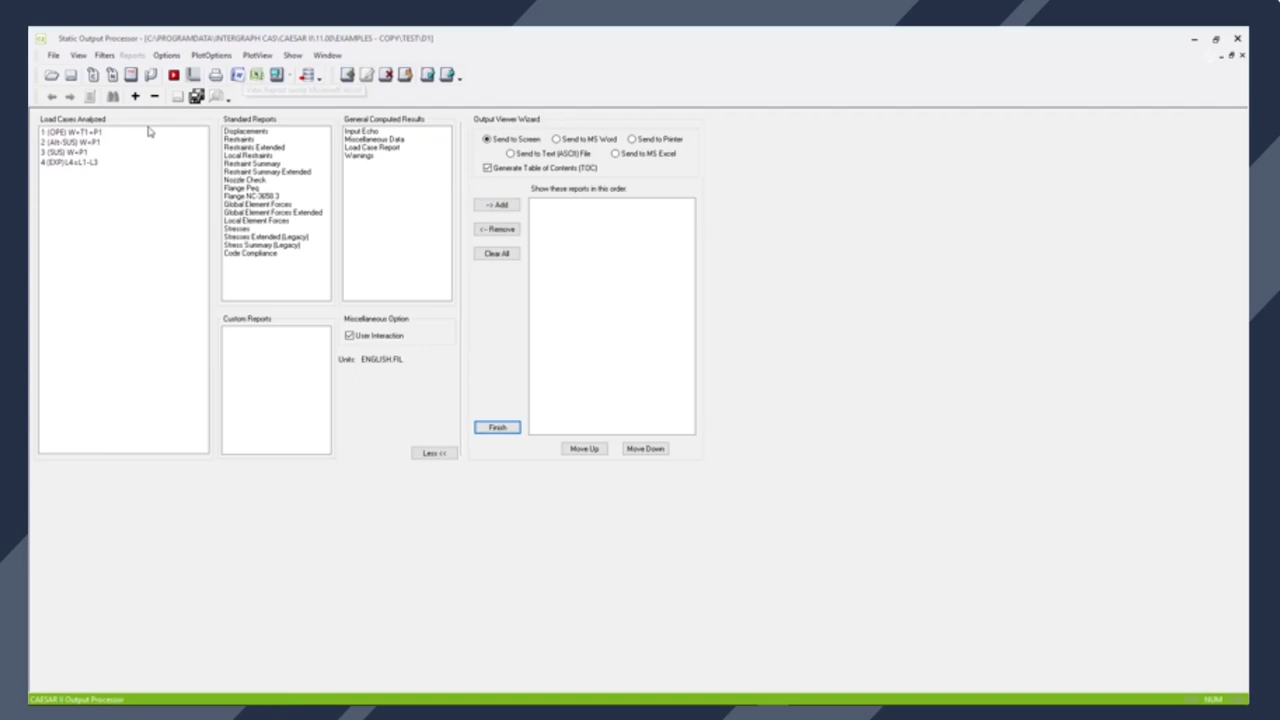 Static Output Processor - [C:\PROGRAMDATA\INTERGRAPH CAS\CAESAR II\11.00\EXAMPLES - COPY\TEST\D1]
File View Filters Reports Options PlotOptions PlotView Show Window
View Report using Microsoft Word
Load Cases Analyzed
1 (OPE) W+T1+P1
2 (Alt-SUS) W+P1
3 (SUS) W+P1
4 (EXP) L4=L1-L3
Standard Reports
Displacements
Restraints
Restraints Extended
Local Restraints
Restraint Summary
Restraint Summary Extended
Nozzle Check
Flange Peq
Flange NC-3658.3
Global Element Forces
Global Element Forces Extended
Local Element Forces
Stresses
Stresses Extended (Legacy)
Stress Summary (Legacy)
Code Compliance
General Computed Results
Input Echo
Miscellaneous Data
Load Case Report
Warnings
Custom Reports
Miscellaneous Option
User Interaction
Units: ENGLISH.FIL
Less <<
Output Viewer Wizard
Send to Screen Send to MS Word Send to Printer
Send to Text (ASCII) File Send to MS Excel
Generate Table of Contents (TOC)
Show these reports in this order:
-> Add
<- Remove
Clear All
Finish
Move Up Move Down
CAESAR II Output Processor
NUM